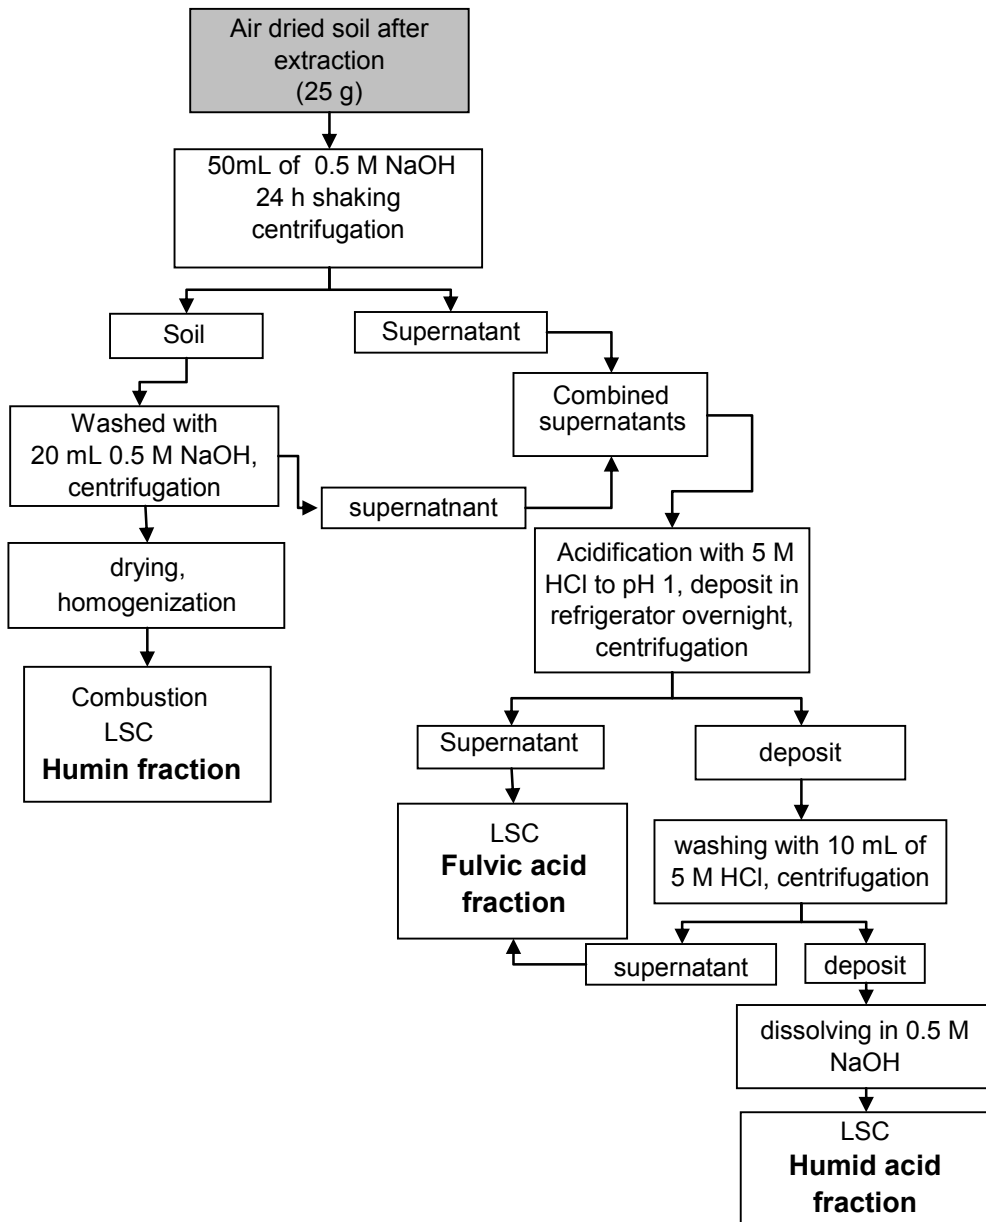 Air dried soil after
extraction
(25 g)
50mL of 0.5 M NaOH
24 h shaking
centrifugation
Soil
Supernatant
Washed with
20 mL 0.5 M NaOH,
centrifugation
Combined
supernatants
supernatnant
drying,
homogenization
Acidification with 5 M
HCl to pH 1, deposit in
refrigerator overnight,
centrifugation
Combustion
LSC
Humin fraction
Supernatant
deposit
LSC
Fulvic acid
fraction
washing with 10 mL of
5 M HCl, centrifugation
supernatant
deposit
dissolving in 0.5 M
NaOH
LSC
Humid acid
fraction